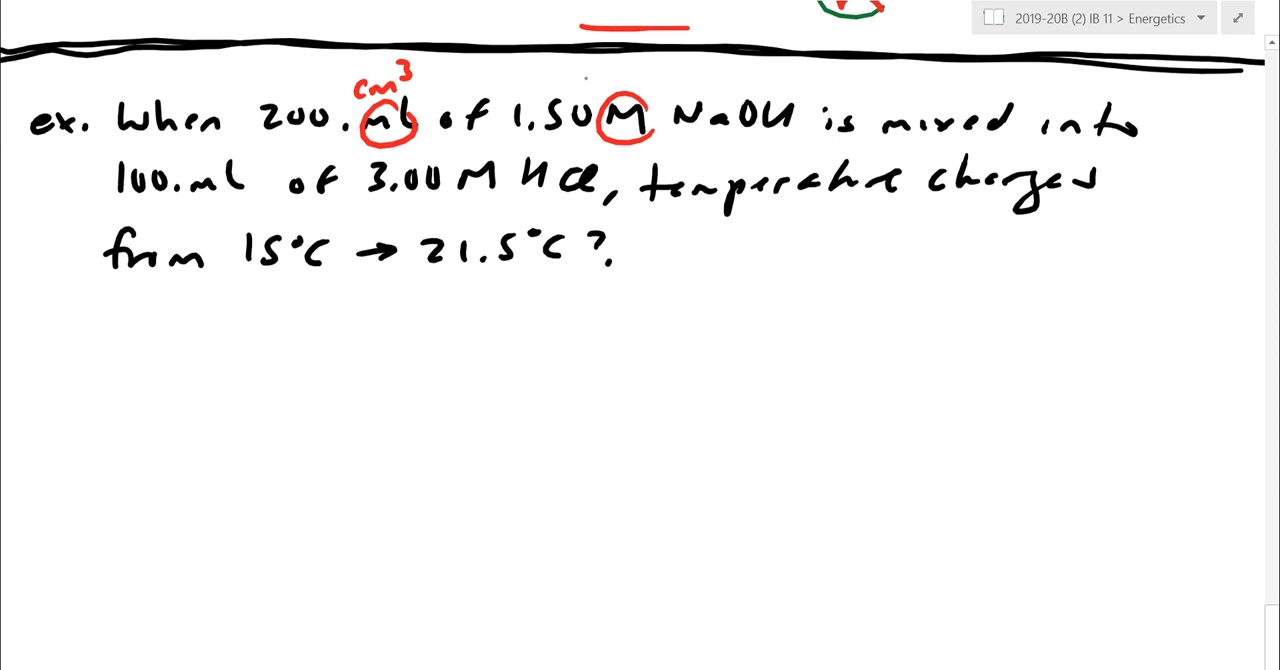 2019-20B (2) IB 11 > Energetics
cm³
ex. When 200. ml of 1.50 M NaOH is mixed into
100. ml of 3.00 M HCl, temperature changes
from 15°C → 21.5°C ?.